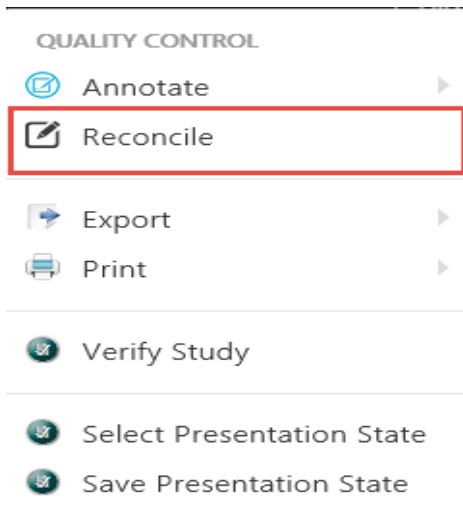 QUALITY CONTROL
Annotate
Reconcile
Export
Print
Verify Study
Select Presentation State
Save Presentation State